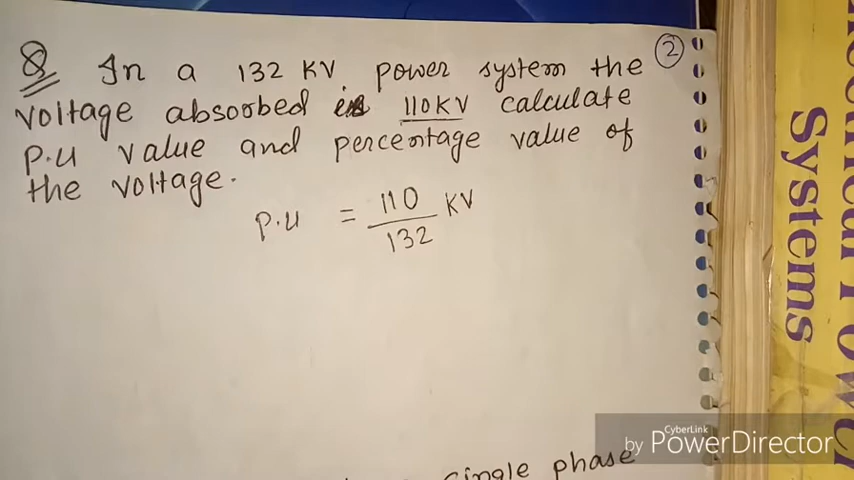 Q In a 132 KV power system the
voltage absorbed is 110KV calculate
P.U value and percentage value of
the voltage.
P.U = 110/132 KV
2
single phase
Systems
Power
CyberLink
by PowerDirector